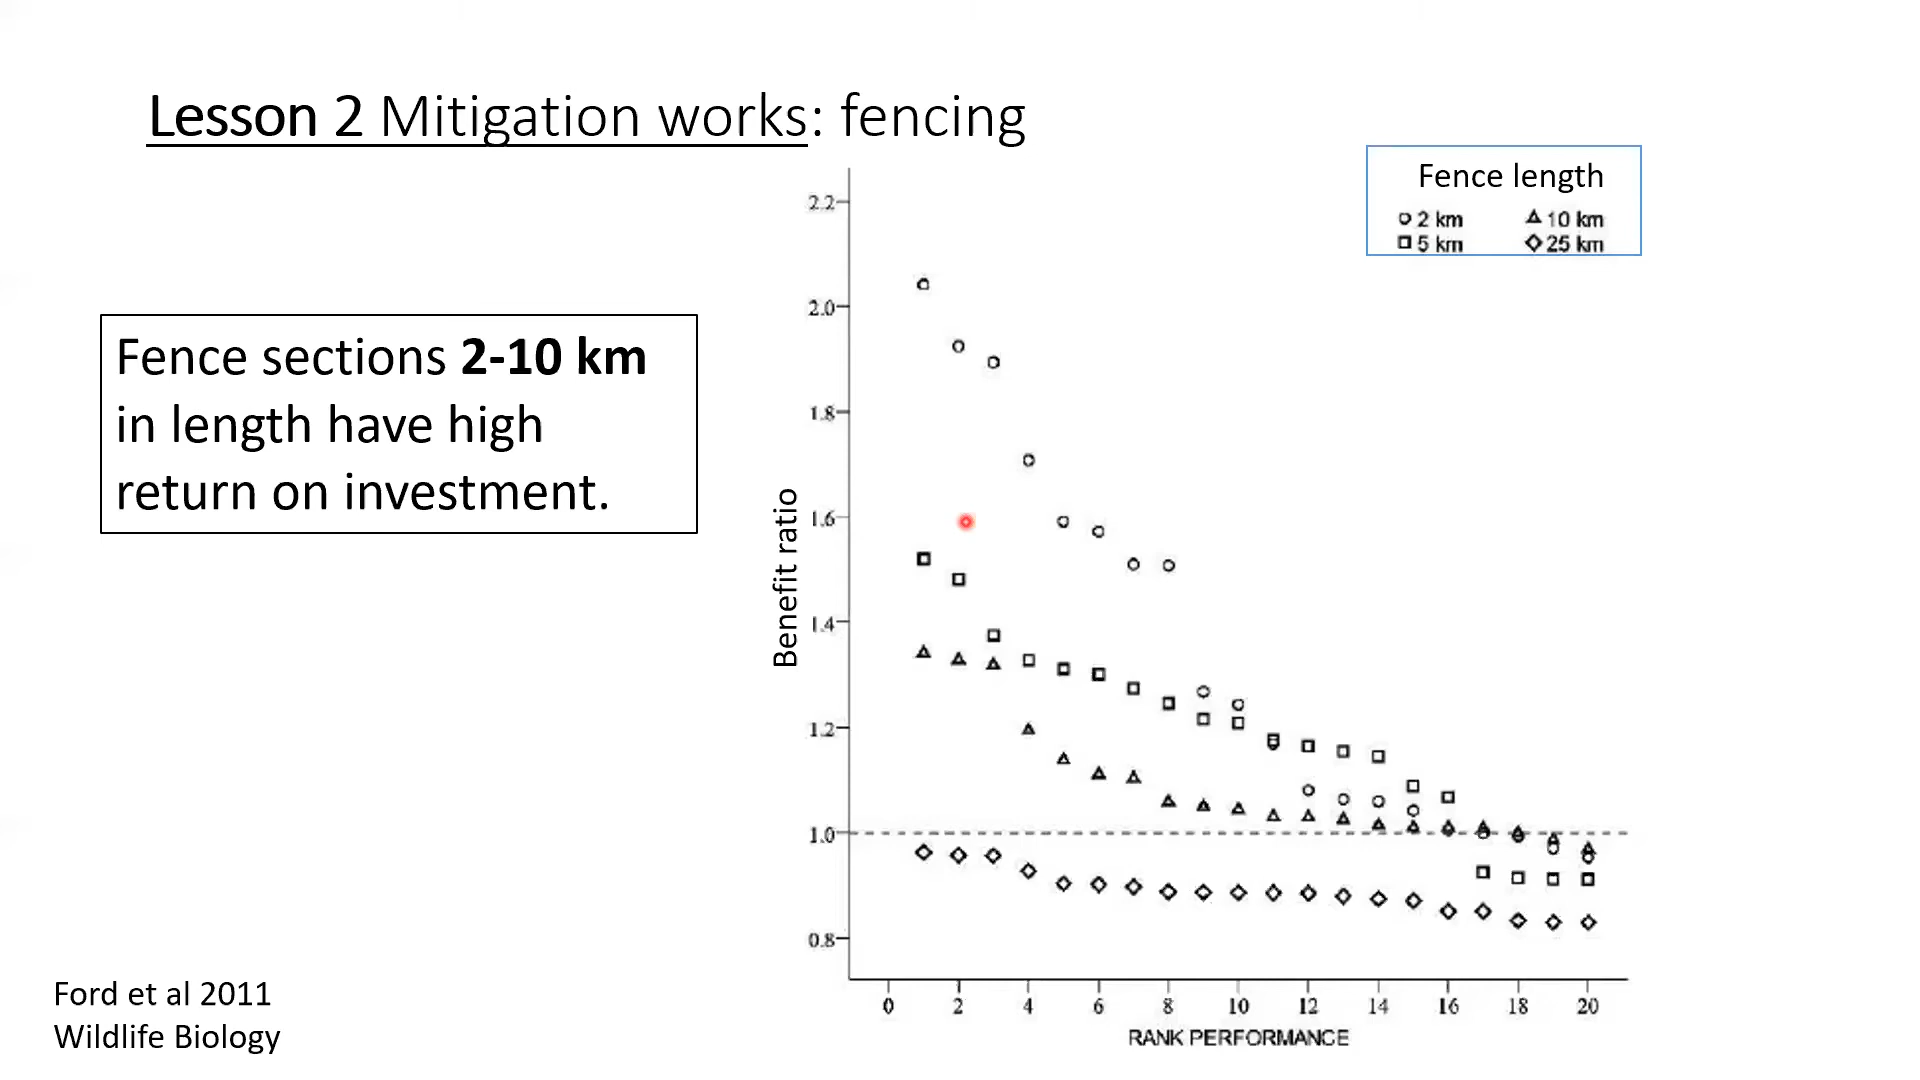 Lesson 2 Mitigation works: fencing
Fence sections 2-10 km
in length have high
return on investment.
Fence length
2 km 10 km
5 km 25 km
Benefit ratio
2.2
2.0
1.8
1.6
1.4
1.2
1.0
0.8
0 2 4 6 8 10 12 14 16 18 20
RANK PERFORMANCE
Ford et al 2011
Wildlife Biology